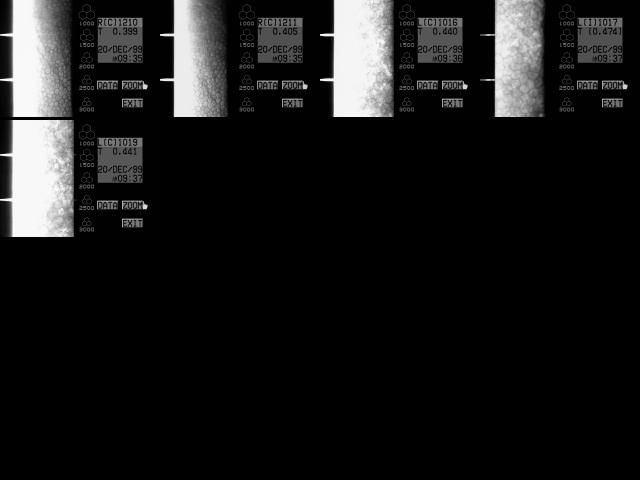 R[C]1210
T 0.399
20/DEC/99
09:35
1000
1500
2000
2500
3000
DATA ZOOM
EXIT
R[C]1211
T 0.405
20/DEC/99
09:35
1000
1500
2000
2500
3000
DATA ZOOM
EXIT
L[C]1016
T 0.440
20/DEC/99
09:36
1000
1500
2000
2500
3000
DATA ZOOM
EXIT
L[I]1017
T [0.474]
20/DEC/99
09:37
1000
1500
2000
2500
3000
DATA ZOOM
EXIT
L[C]1019
T 0.441
20/DEC/99
09:37
1000
1500
2000
2500
3000
DATA ZOOM
EXIT